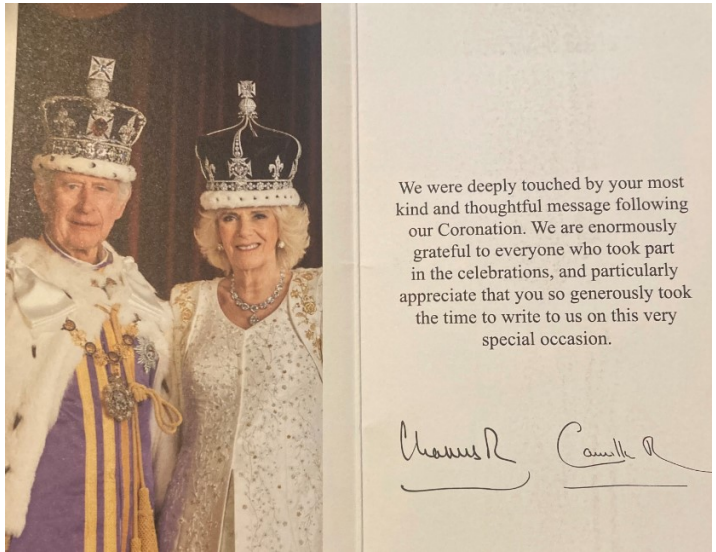 We were deeply touched by your most
kind and thoughtful message following
our Coronation. We are enormously
grateful to everyone who took part
in the celebrations, and particularly
appreciate that you so generously took
the time to write to us on this very
special occasion.
Charles R Camilla R